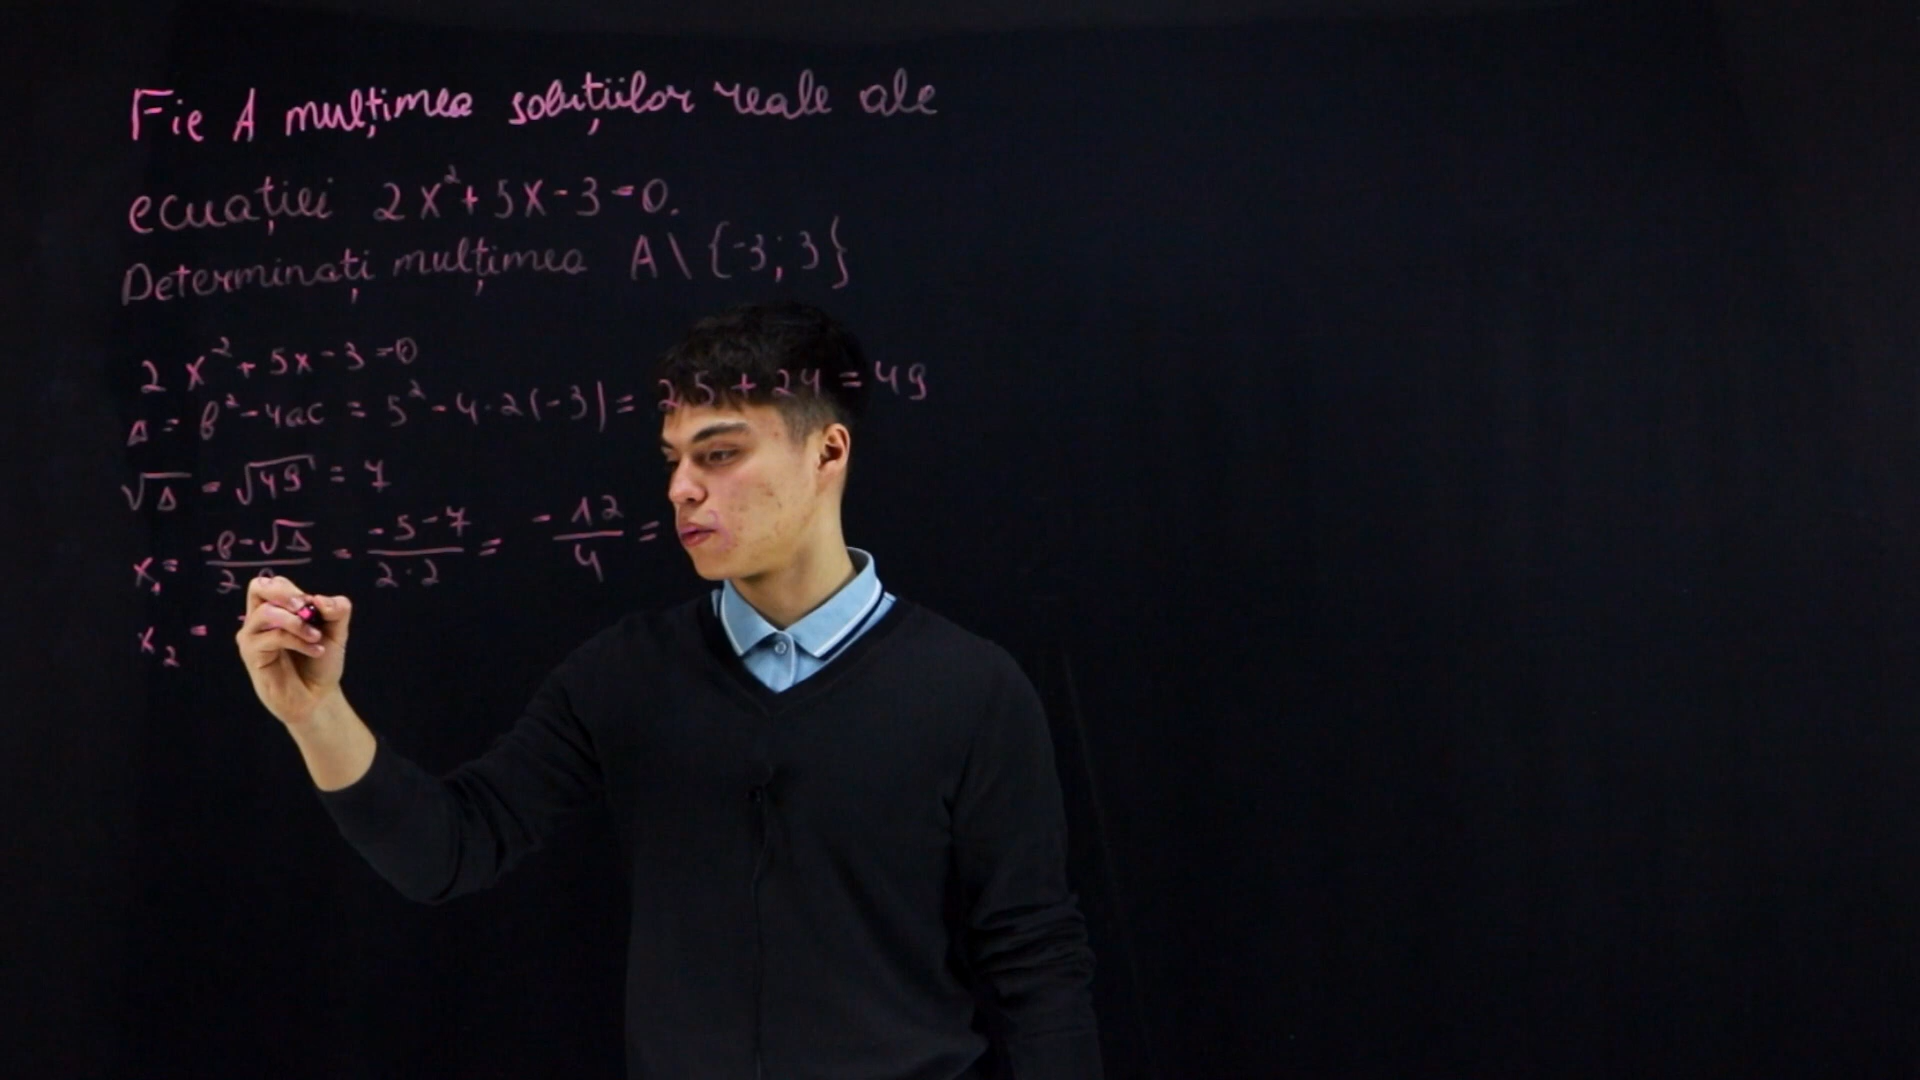 Fie A mulțimea soluțiilor reale ale
ecuației 2x² + 5x - 3 = 0.
Determinați mulțimea A \ {-3; 3}
2x² + 5x - 3 = 0
Δ = b² - 4ac = 5² - 4·2(-3) = 25 + 24 = 49
√Δ = √49 = 7
x₁ = (-b-√Δ)/2a = (-5-7)/(2·2) = -12/4 =
x₂ =